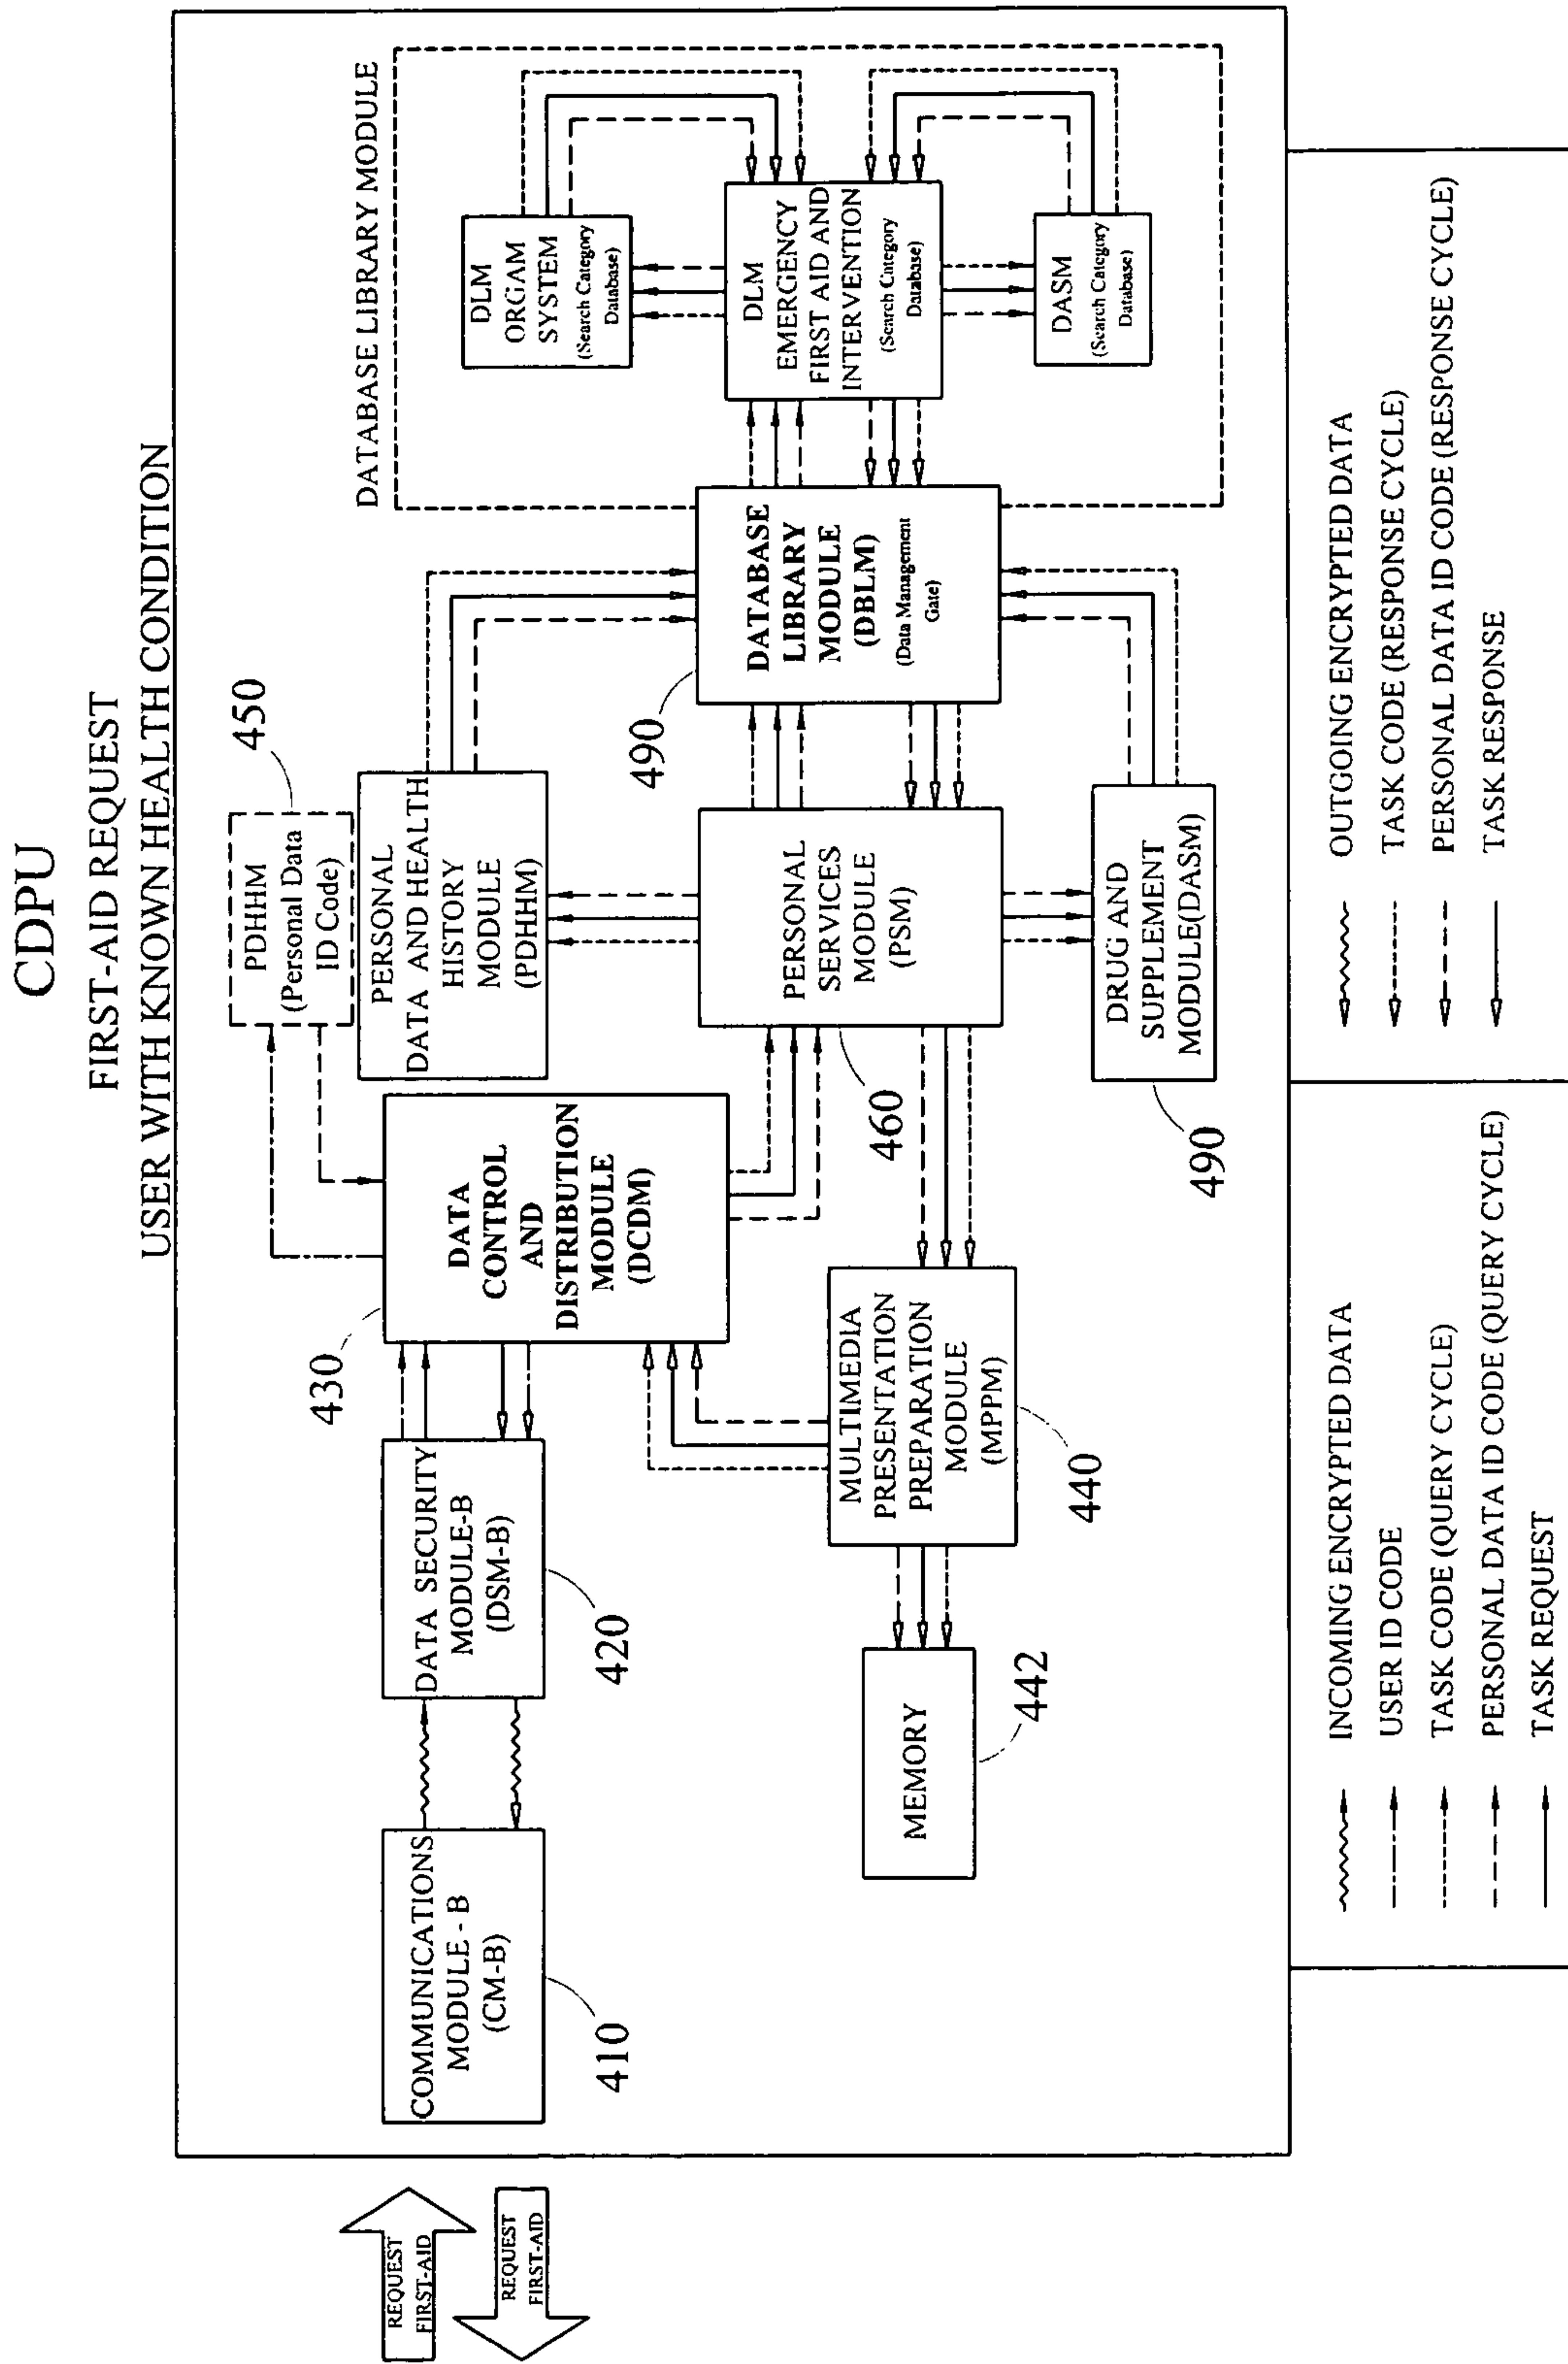 CDPU
FIRST-AID REQUEST
USER WITH KNOWN HEALTH CONDITION
REQUEST
FIRST-AID
REQUEST
FIRST-AID
COMMUNICATIONS
MODULE - B
(CM-B)
410
DATA SECURITY
MODULE-B
(DSM-B)
420
430
DATA
CONTROL
AND
DISTRIBUTION
MODULE
(DCDM)
PDHHM
(Personal Data
ID Code)
450
PERSONAL
DATA AND HEALTH
HISTORY
MODULE
(PDHHM)
MEMORY
442
MULTIMEDIA
PRESENTATION
PREPARATION
MODULE
(MPPM)
440
PERSONAL
SERVICES
MODULE
(PSM)
460
DRUG AND
SUPPLEMENT
MODULE(DASM)
490
490
DATABASE
LIBRARY
MODULE
(DBLM)
(Data Management
Gate)
DATABASE LIBRARY MODULE
DLM
ORGAM
SYSTEM
(Search Category
Database)
DLM
EMERGENCY
FIRST AID AND
INTERVENTION
(Search Category
Database)
DASM
(Search Category
Database)
INCOMING ENCRYPTED DATA
USER ID CODE
TASK CODE (QUERY CYCLE)
PERSONAL DATA ID CODE (QUERY CYCLE)
TASK REQUEST
OUTGOING ENCRYPTED DATA
TASK CODE (RESPONSE CYCLE)
PERSONAL DATA ID CODE (RESPONSE CYCLE)
TASK RESPONSE